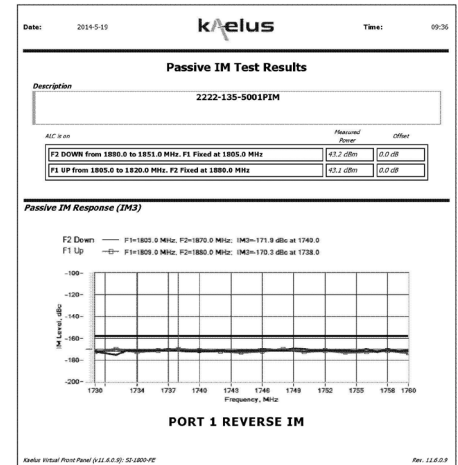 Date: 2014-5-19 kaelus Time: 09:36
Passive IM Test Results
Description
2222-135-5001PIM
ALC is on Measured Power Offset
F2 DOWN from 1880.0 to 1851.0 MHz. F1 Fixed at 1805.0 MHz 43.2 dBm 0.0 dB
F1 UP from 1805.0 to 1820.0 MHz. F2 Fixed at 1880.0 MHz 43.1 dBm 0.0 dB
Passive IM Response (IM3)
F2 Down F1=1805.0 MHz, F2=1870.0 MHz; IM3=-171.9 dBc at 1740.0
F1 Up F1=1809.0 MHz, F2=1880.0 MHz; IM3=-170.3 dBc at 1738.0
-100-
-120-
-140-
-160-
-180-
-200-
IM Level, dBc
1730 1734 1737 1740 1743 1746 1749 1752 1755 1758 1760
Frequency, MHz
PORT 1 REVERSE IM
Kaelus Virtual Front Panel (v11.6.0.9): SI-1800-FE Rev. 11.6.0.9